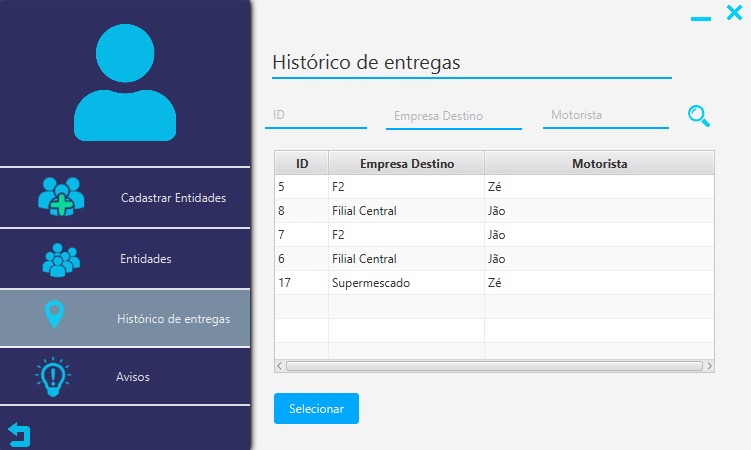 Cadastrar Entidades
Entidades
Histórico de entregas
Avisos
Histórico de entregas
ID Empresa Destino Motorista
ID Empresa Destino Motorista
5 F2 Zé
8 Filial Central Jão
7 F2 Jão
6 Filial Central Jão
17 Supermescado Zé
Selecionar